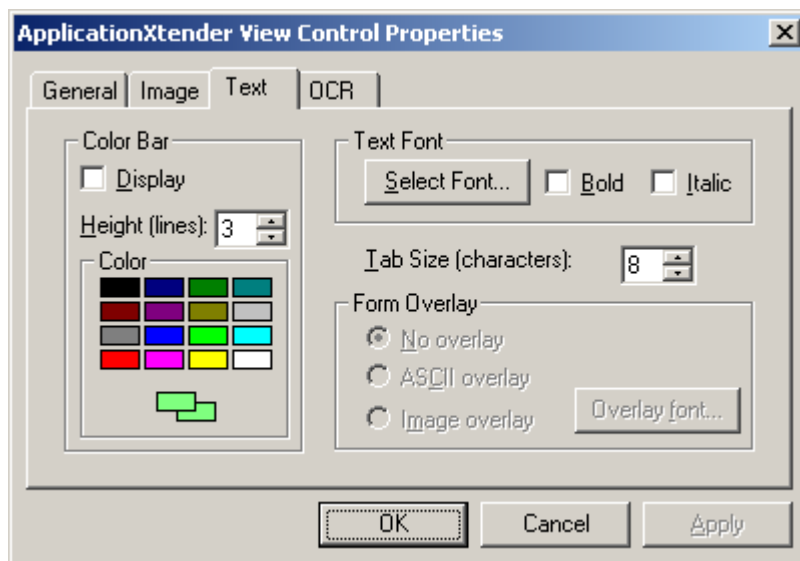 ApplicationXtender View Control Properties
General Image Text OCR
Color Bar
Display
Height (lines): 3
Color
Text Font
Select Font... Bold Italic
Tab Size (characters): 8
Form Overlay
No overlay
ASCII overlay
Image overlay
Overlay font...
OK Cancel Apply